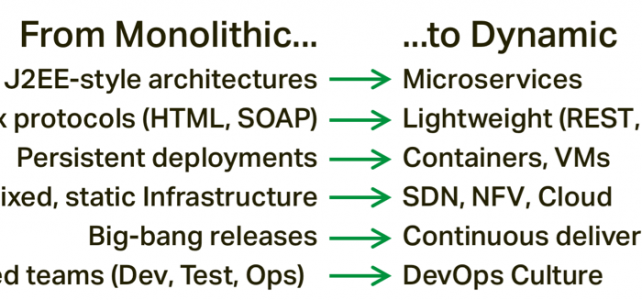 From Monolithic... ...to Dynamic
J2EE-style architectures Microservices
protocols (HTML, SOAP) Lightweight (REST,
Persistent deployments Containers, VMs
ixed, static Infrastructure SDN, NFV, Cloud
Big-bang releases Continuous deliver
ed teams (Dev, Test, Ops) DevOps Culture